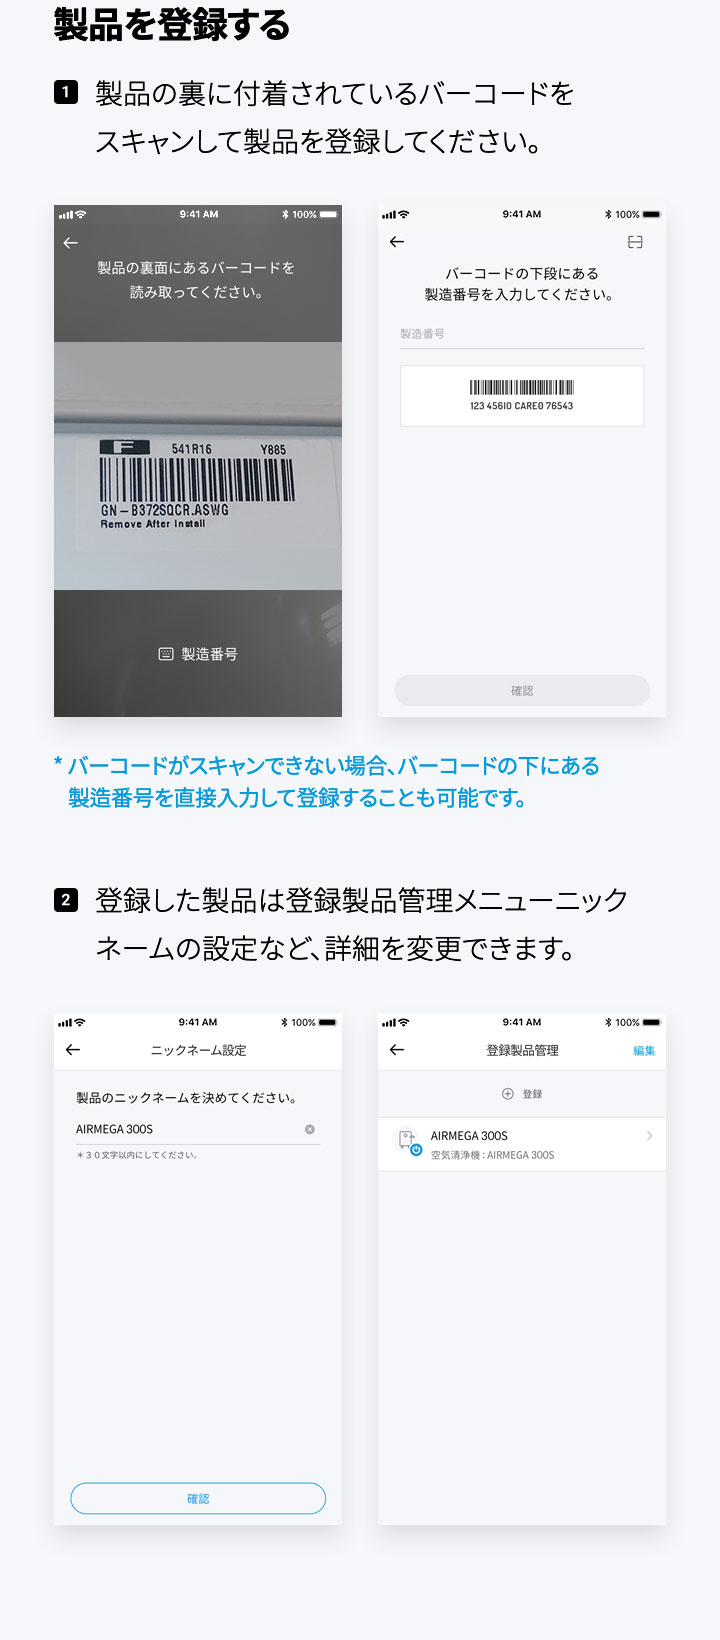 製品を登録する
1 製品の裏に付着されているバーコードを
スキャンして製品を登録してください。
9:41 AM 100%
製品の裏面にあるバーコードを
読み取ってください。
F 541R16 Y885
GN-B372SQCR.ASWG
Remove After Install
製造番号
9:41 AM 100%
バーコードの下段にある
製造番号を入力してください。
製造番号
123 456IO CARE0 76543
確認
* バーコードがスキャンできない場合、バーコードの下にある
製造番号を直接入力して登録することも可能です。
2 登録した製品は登録製品管理メニューニック
ネームの設定など、詳細を変更できます。
9:41 AM 100%
ニックネーム設定
製品のニックネームを決めてください。
AIRMEGA 300S
＊３０文字以内にしてください。
確認
9:41 AM 100%
登録製品管理 編集
登録
AIRMEGA 300S
空気清浄機 : AIRMEGA 300S